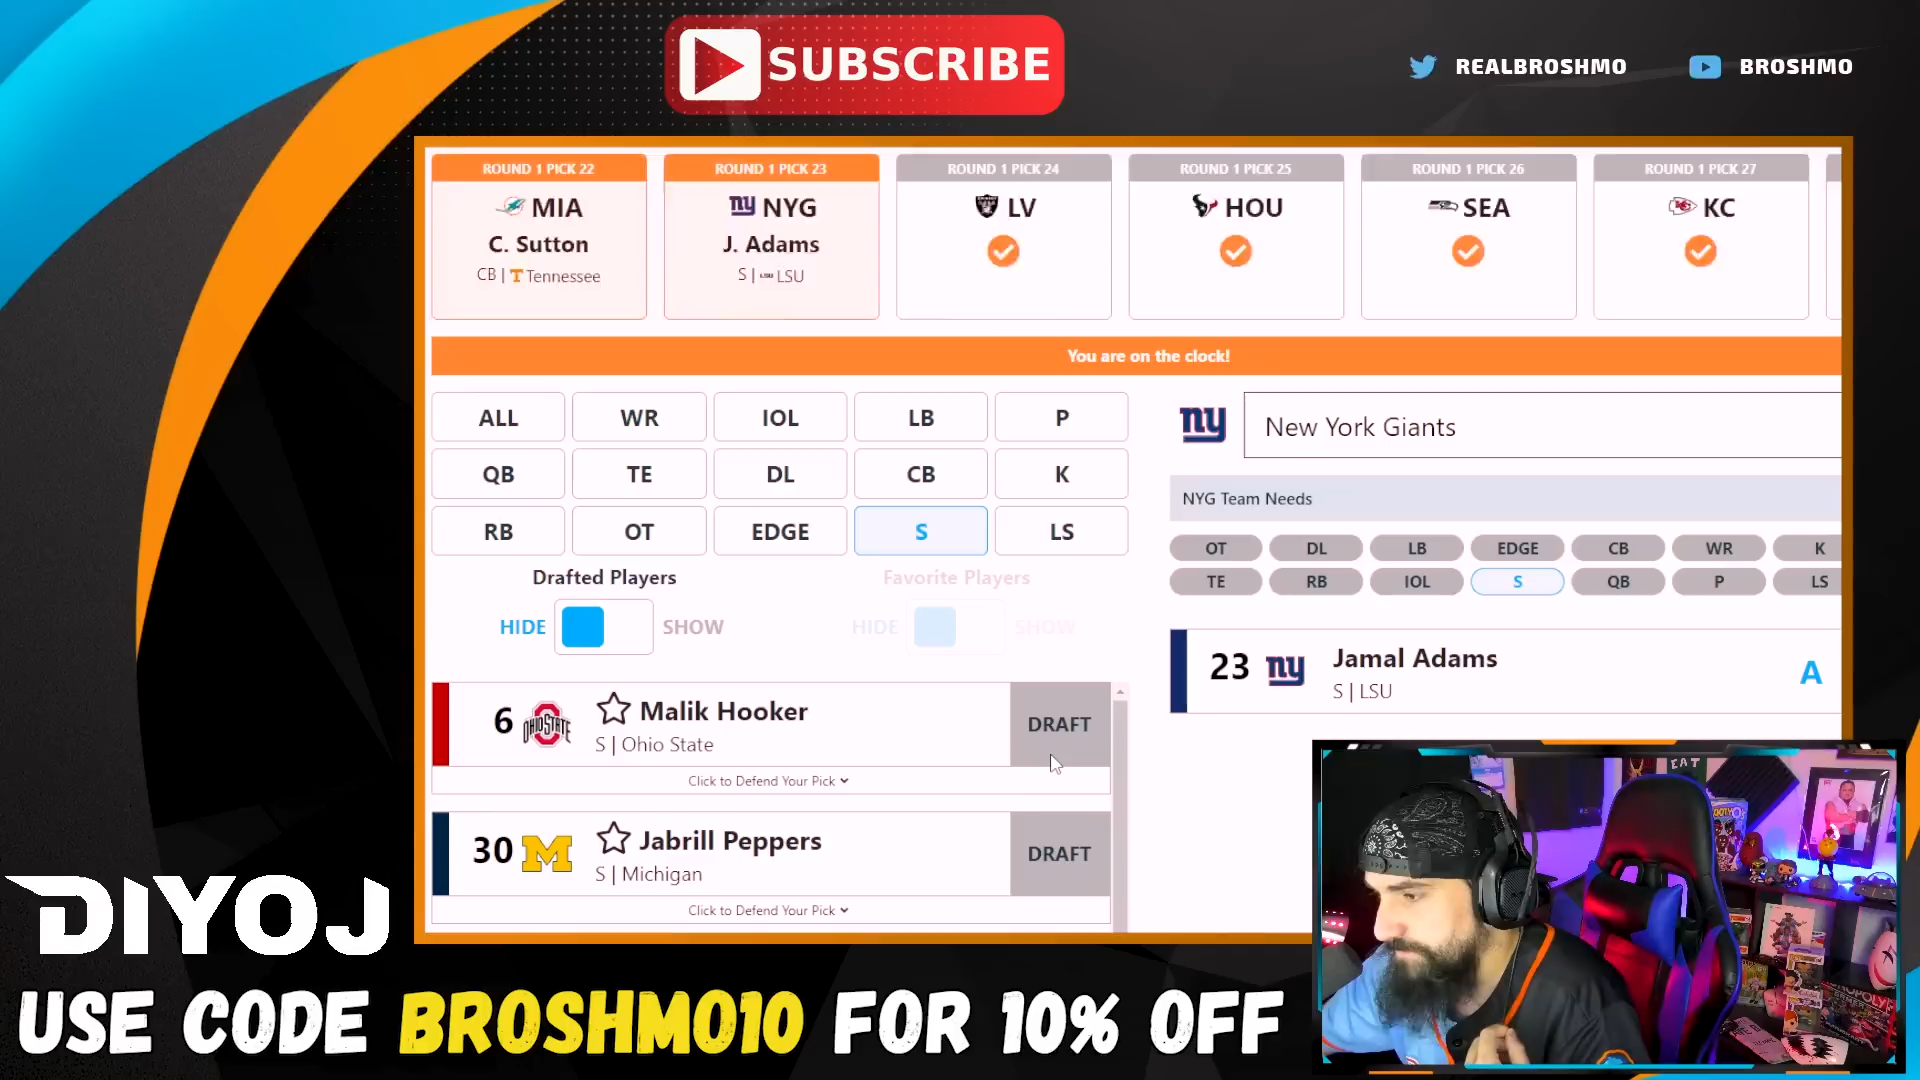 SUBSCRIBE
REALBROSHMO
BROSHMO
ROUND 1 PICK 22
ROUND 1 PICK 23
ROUND 1 PICK 24
ROUND 1 PICK 25
ROUND 1 PICK 26
ROUND 1 PICK 27
MIA
NYG
LV
HOU
SEA
KC
C. Sutton
J. Adams
CB | Tennessee
S | LSU
You are on the clock!
ALL
WR
IOL
LB
P
QB
TE
DL
CB
K
RB
OT
EDGE
S
LS
ny
New York Giants
NYG Team Needs
OT
DL
LB
EDGE
CB
WR
K
TE
RB
IOL
S
QB
P
LS
Drafted Players
HIDE
SHOW
Favorite Players
HIDE
SHOW
23 ny Jamal Adams
S | LSU
A
6 OHIO STATE Malik Hooker
S | Ohio State
DRAFT
Click to Defend Your Pick
30 M Jabrill Peppers
S | Michigan
DRAFT
Click to Defend Your Pick
EAT
DIYOJ
USE CODE BROSHMO10 FOR 10% OFF